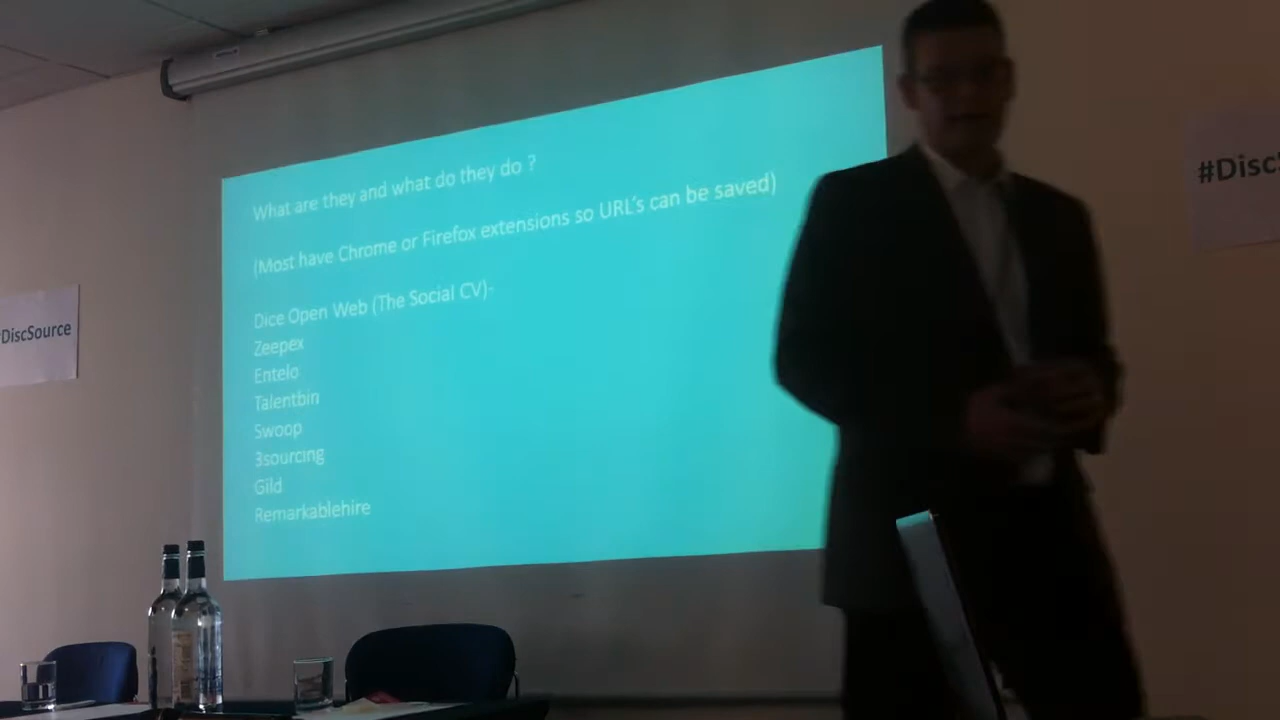 What are they and what do they do ?
(Most have Chrome or Firefox extensions so URL's can be saved)
Dice Open Web (The Social CV)-
Zeepex
Entelo
Talentbin
Swoop
3sourcing
Gild
Remarkablehire
#DiscSource
#DiscS